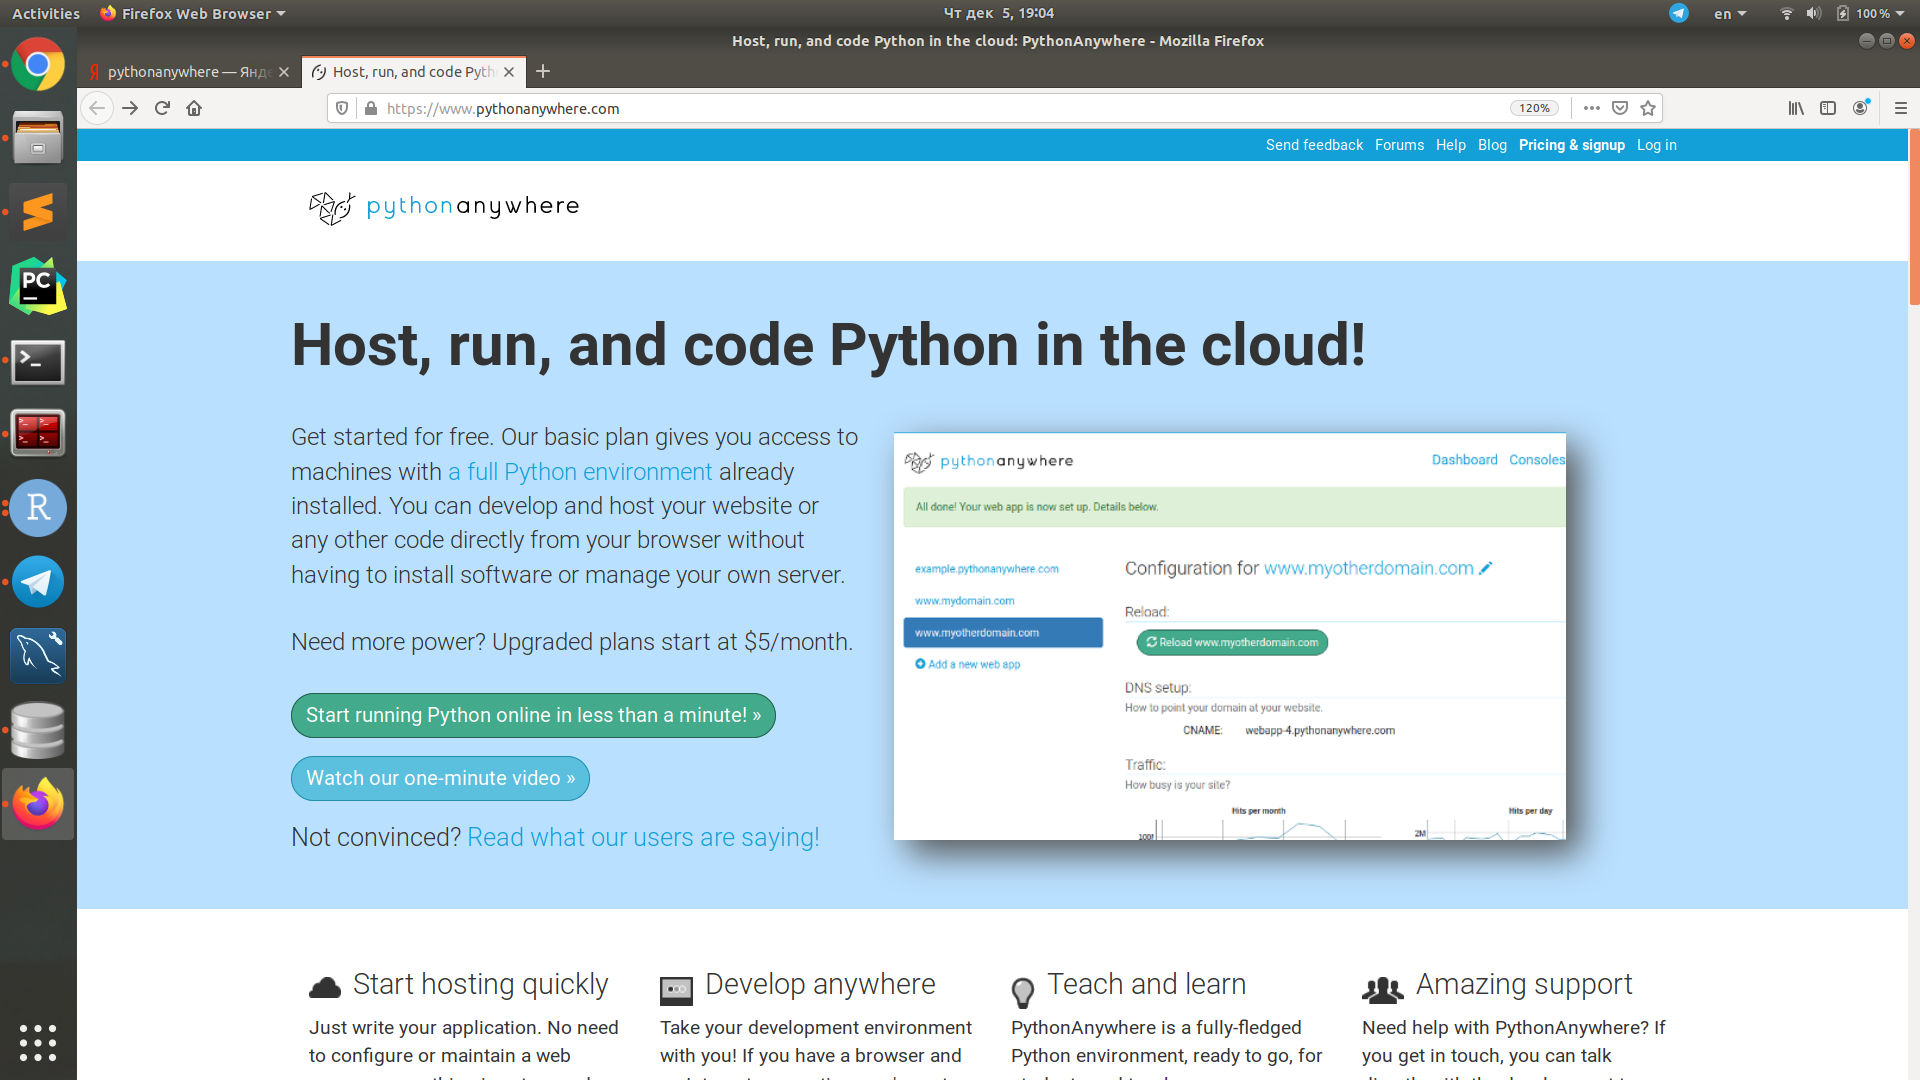 Activities
Firefox Web Browser
Чт дек 5, 19:04
en
100 %
Host, run, and code Python in the cloud: PythonAnywhere - Mozilla Firefox
pythonanywhere — Янде
Host, run, and code Pyth
https://www.pythonanywhere.com
120%
Send feedback
Forums
Help
Blog
Pricing & signup
Log in
pythonanywhere
Host, run, and code Python in the cloud!
Get started for free. Our basic plan gives you access to
machines with a full Python environment already
installed. You can develop and host your website or
any other code directly from your browser without
having to install software or manage your own server.
Need more power? Upgraded plans start at $5/month.
Start running Python online in less than a minute! »
Watch our one-minute video »
Not convinced? Read what our users are saying!
pythonanywhere
Dashboard
Consoles
All done! Your web app is now set up. Details below.
example.pythonanywhere.com
www.mydomain.com
www.myotherdomain.com
Add a new web app
Configuration for www.myotherdomain.com
Reload:
Reload www.myotherdomain.com
DNS setup:
How to point your domain at your website.
CNAME: webapp-4.pythonanywhere.com
Traffic:
How busy is your site?
Hits per month
Hits per day
2M
PC
R
Start hosting quickly
Just write your application. No need
to configure or maintain a web
Develop anywhere
Take your development environment
with you! If you have a browser and
Teach and learn
PythonAnywhere is a fully-fledged
Python environment, ready to go, for
Amazing support
Need help with PythonAnywhere? If
you get in touch, you can talk